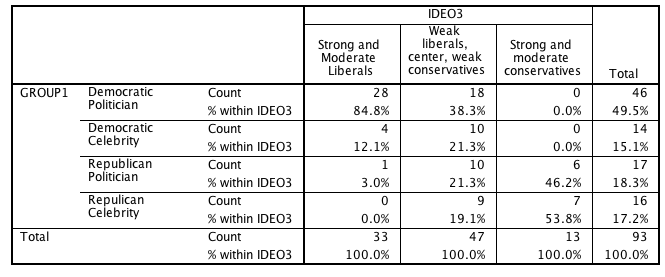 IDEO3
Strong and Moderate Liberals	Weak liberals, center, weak conservatives	Strong and moderate conservatives	Total
GROUP1	Democratic Politician	Count	28	18	0	46
% within IDEO3	84.8%	38.3%	0.0%	49.5%
Democratic Celebrity	Count	4	10	0	14
% within IDEO3	12.1%	21.3%	0.0%	15.1%
Republican Politician	Count	1	10	6	17
% within IDEO3	3.0%	21.3%	46.2%	18.3%
Repulican Celebrity	Count	0	9	7	16
% within IDEO3	0.0%	19.1%	53.8%	17.2%
Total	Count	33	47	13	93
% within IDEO3	100.0%	100.0%	100.0%	100.0%